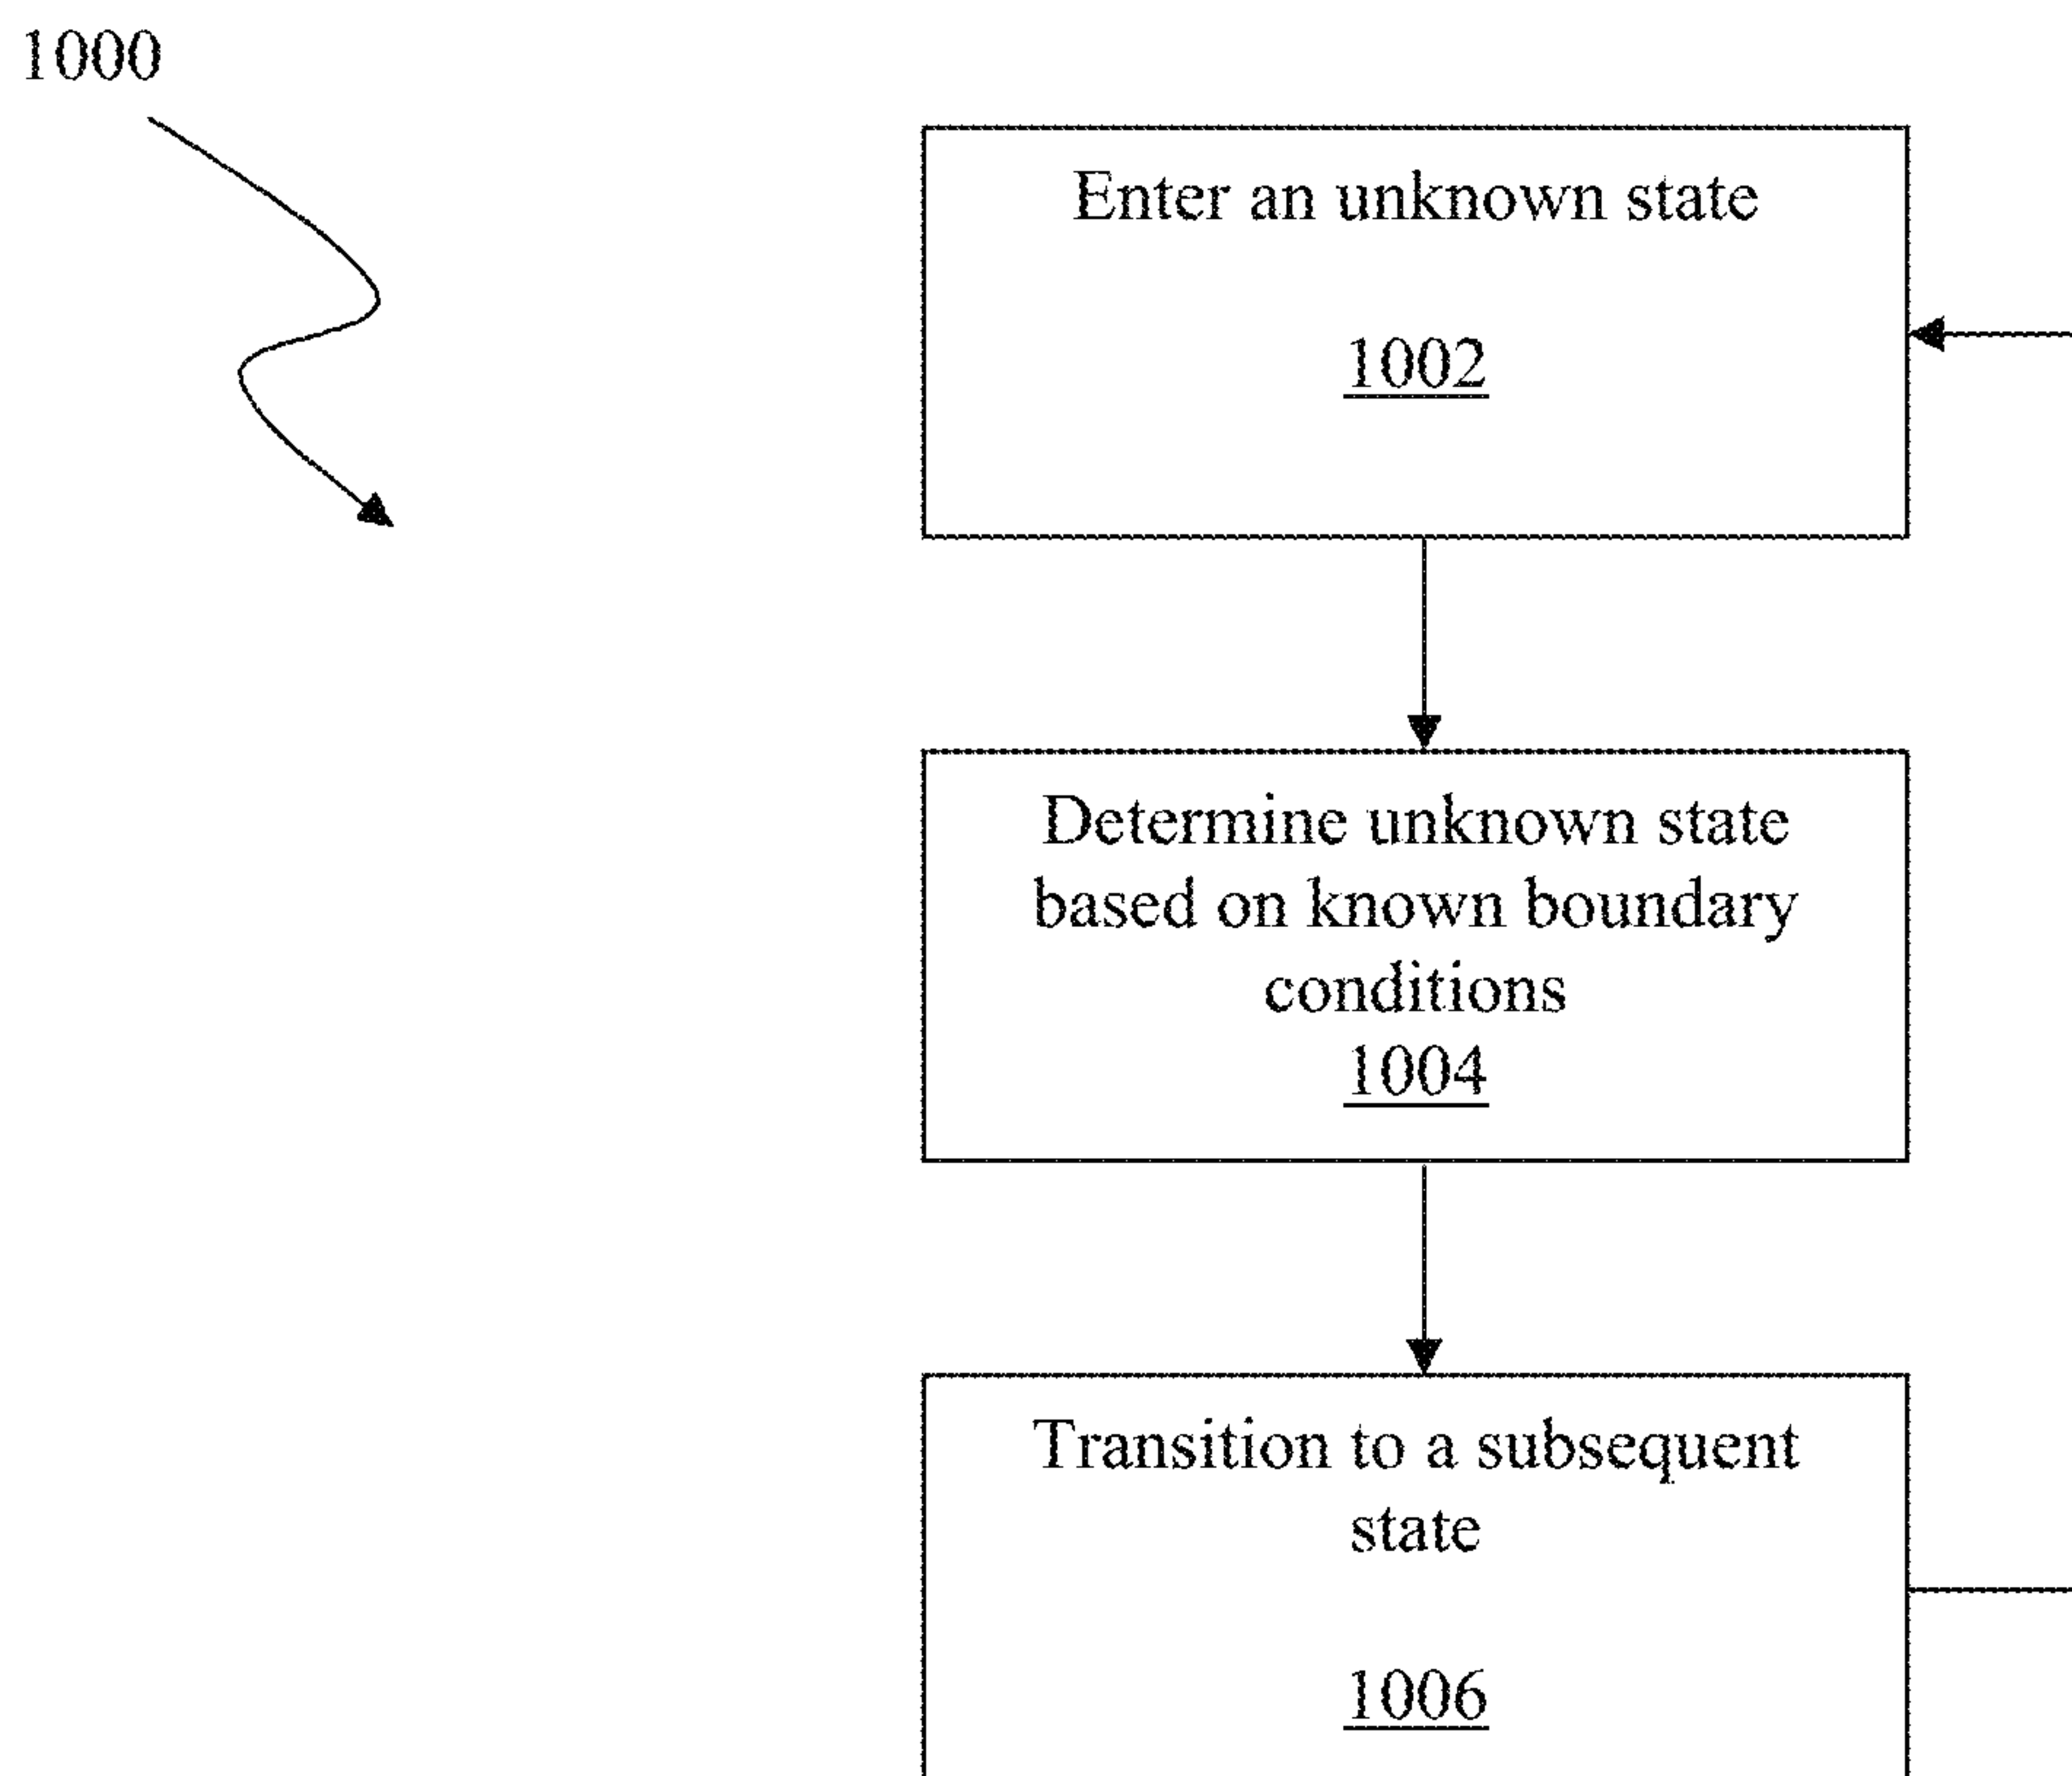 1000
Enter an unknown state
1002
Determine unknown state
based on known boundary
conditions
1004
Transition to a subsequent
state
1006